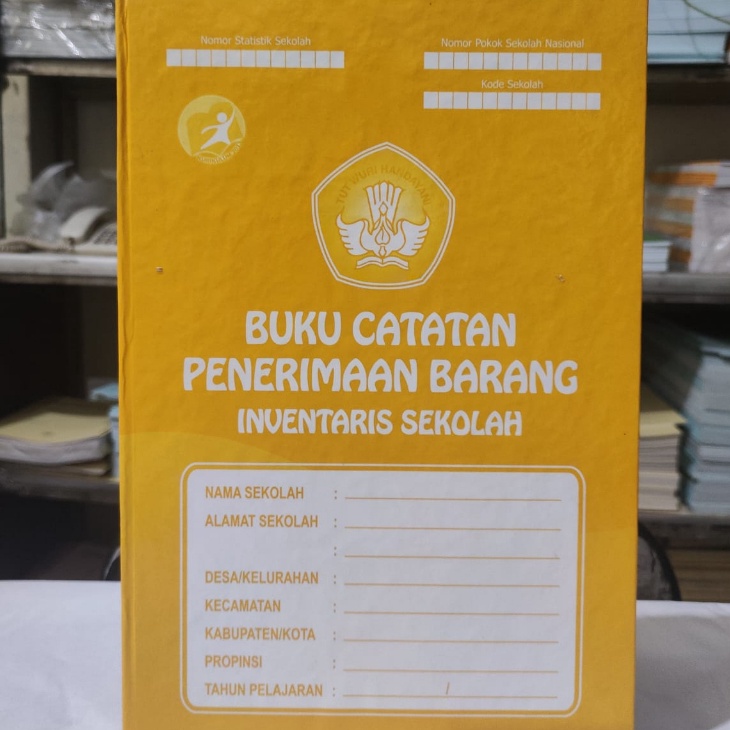 Nomor Statistik Sekolah
Nomor Pokok Sekolah Nasional
Kode Sekolah
TUT WURI HANDAYANI
BUKU CATATAN
PENERIMAAN BARANG
INVENTARIS SEKOLAH
NAMA SEKOLAH :
ALAMAT SEKOLAH :
:
DESA/KELURAHAN :
KECAMATAN :
KABUPATEN/KOTA :
PROPINSI :
TAHUN PELAJARAN : /